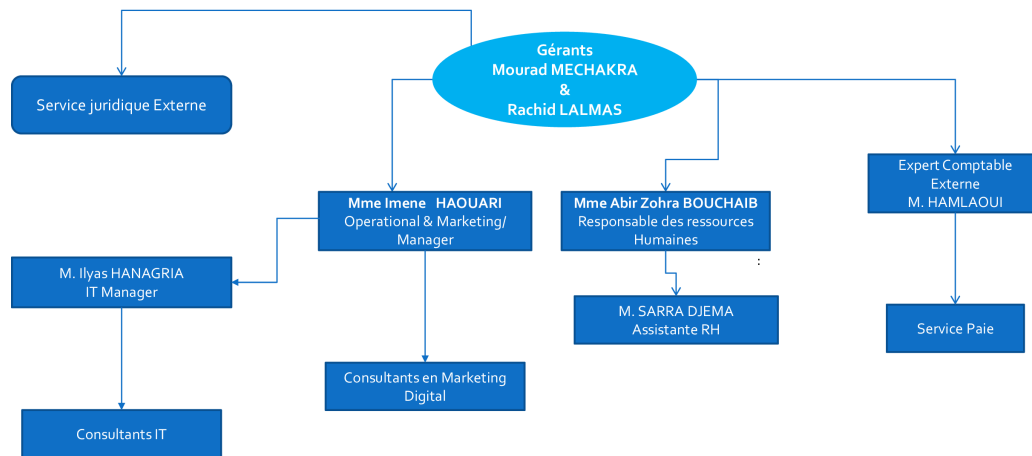 Gérants
Mourad MECHAKRA
&
Rachid LALMAS
Service juridique Externe
Expert Comptable
Externe
M. HAMLAOUI
Mme Imene HAOUARI
Operational & Marketing/
Manager
Mme Abir Zohra BOUCHAIB
Responsable des ressources
Humaines
:
M. Ilyas HANAGRIA
IT Manager
M. SARRA DJEMA
Assistante RH
Service Paie
Consultants en Marketing
Digital
Consultants IT